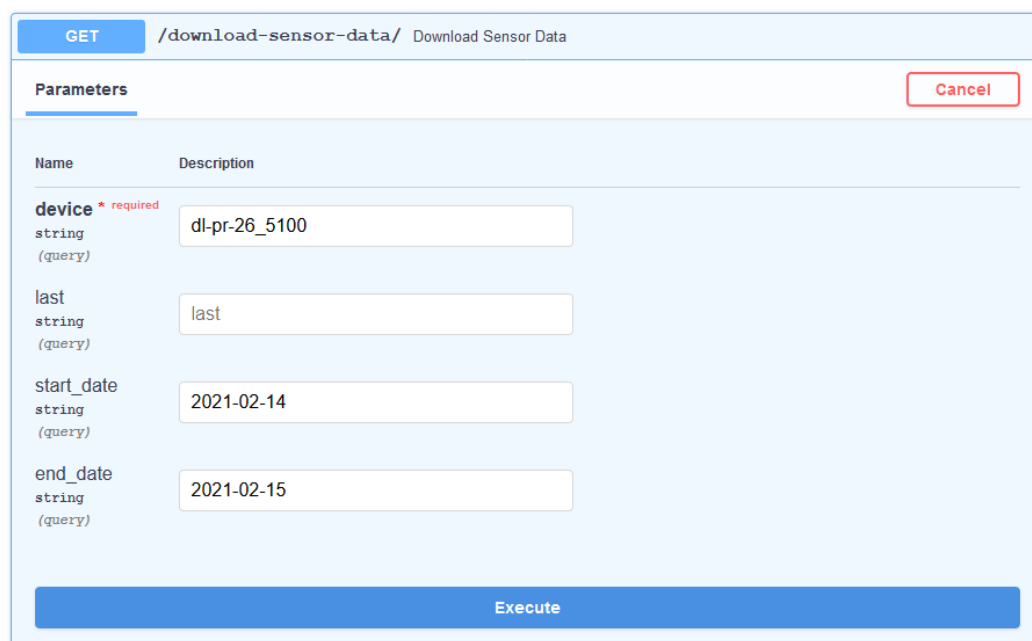 GET /download-sensor-data/ Download Sensor Data
Parameters Cancel
Name Description
device * required
string
(query)
dl-pr-26_5100
last
string
(query)
last
start_date
string
(query)
2021-02-14
end_date
string
(query)
2021-02-15
Execute